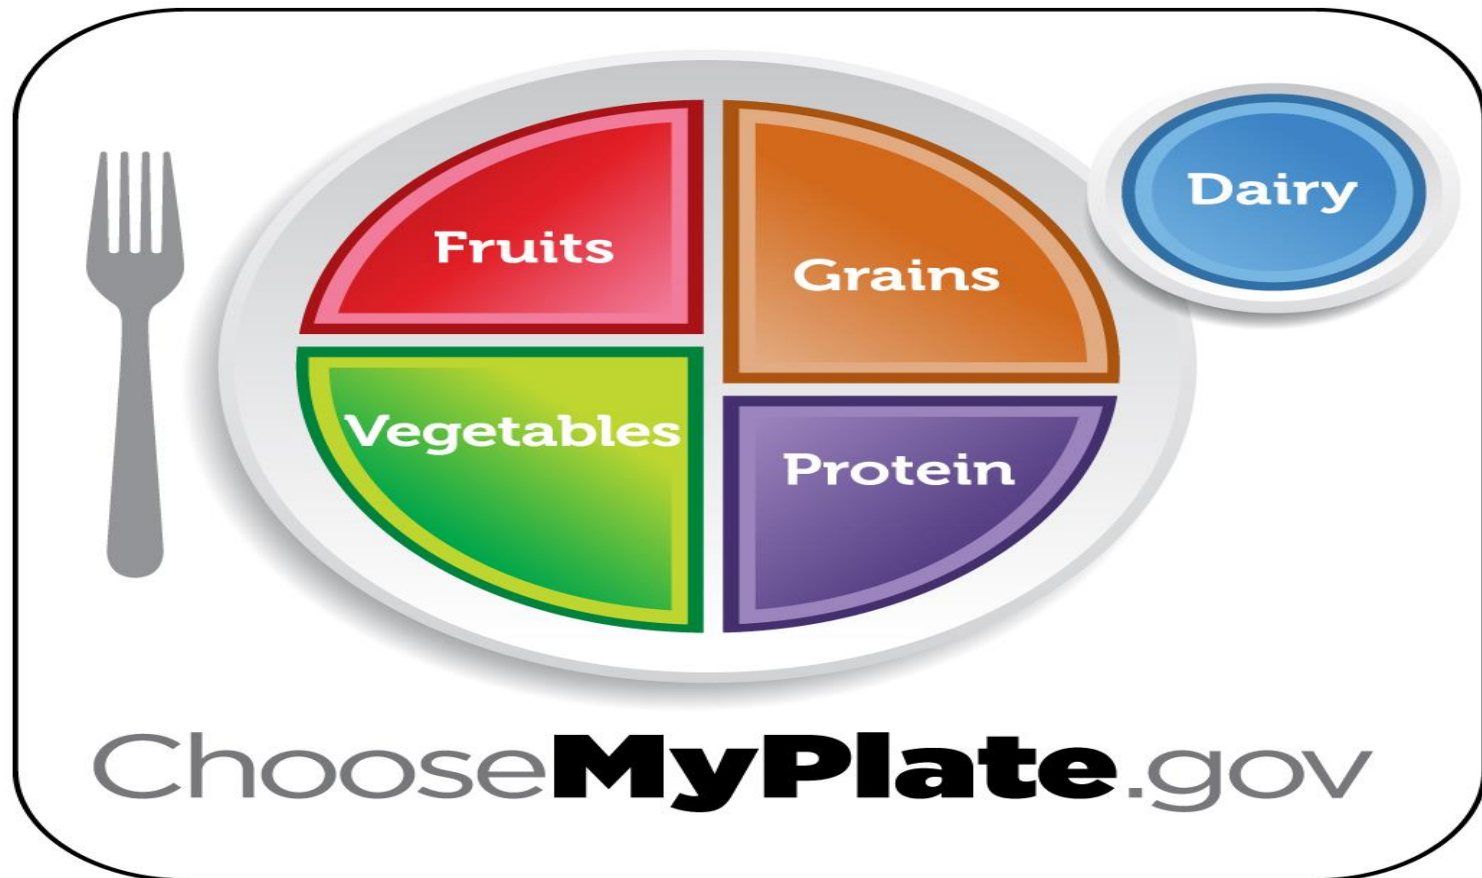 Fruits
Grains
Dairy
Vegetables
Protein
ChooseMyPlate.gov